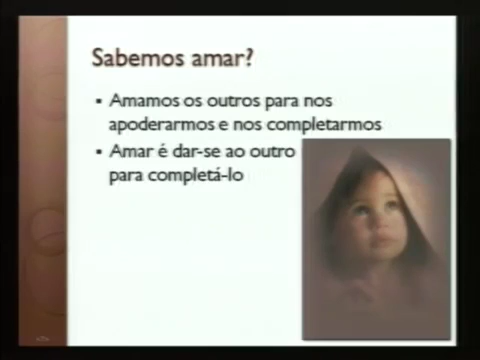 Sabemos amar?
▪ Amamos os outros para nos
apoderarmos e nos completarmos
▪ Amar é dar-se ao outro
para completá-lo